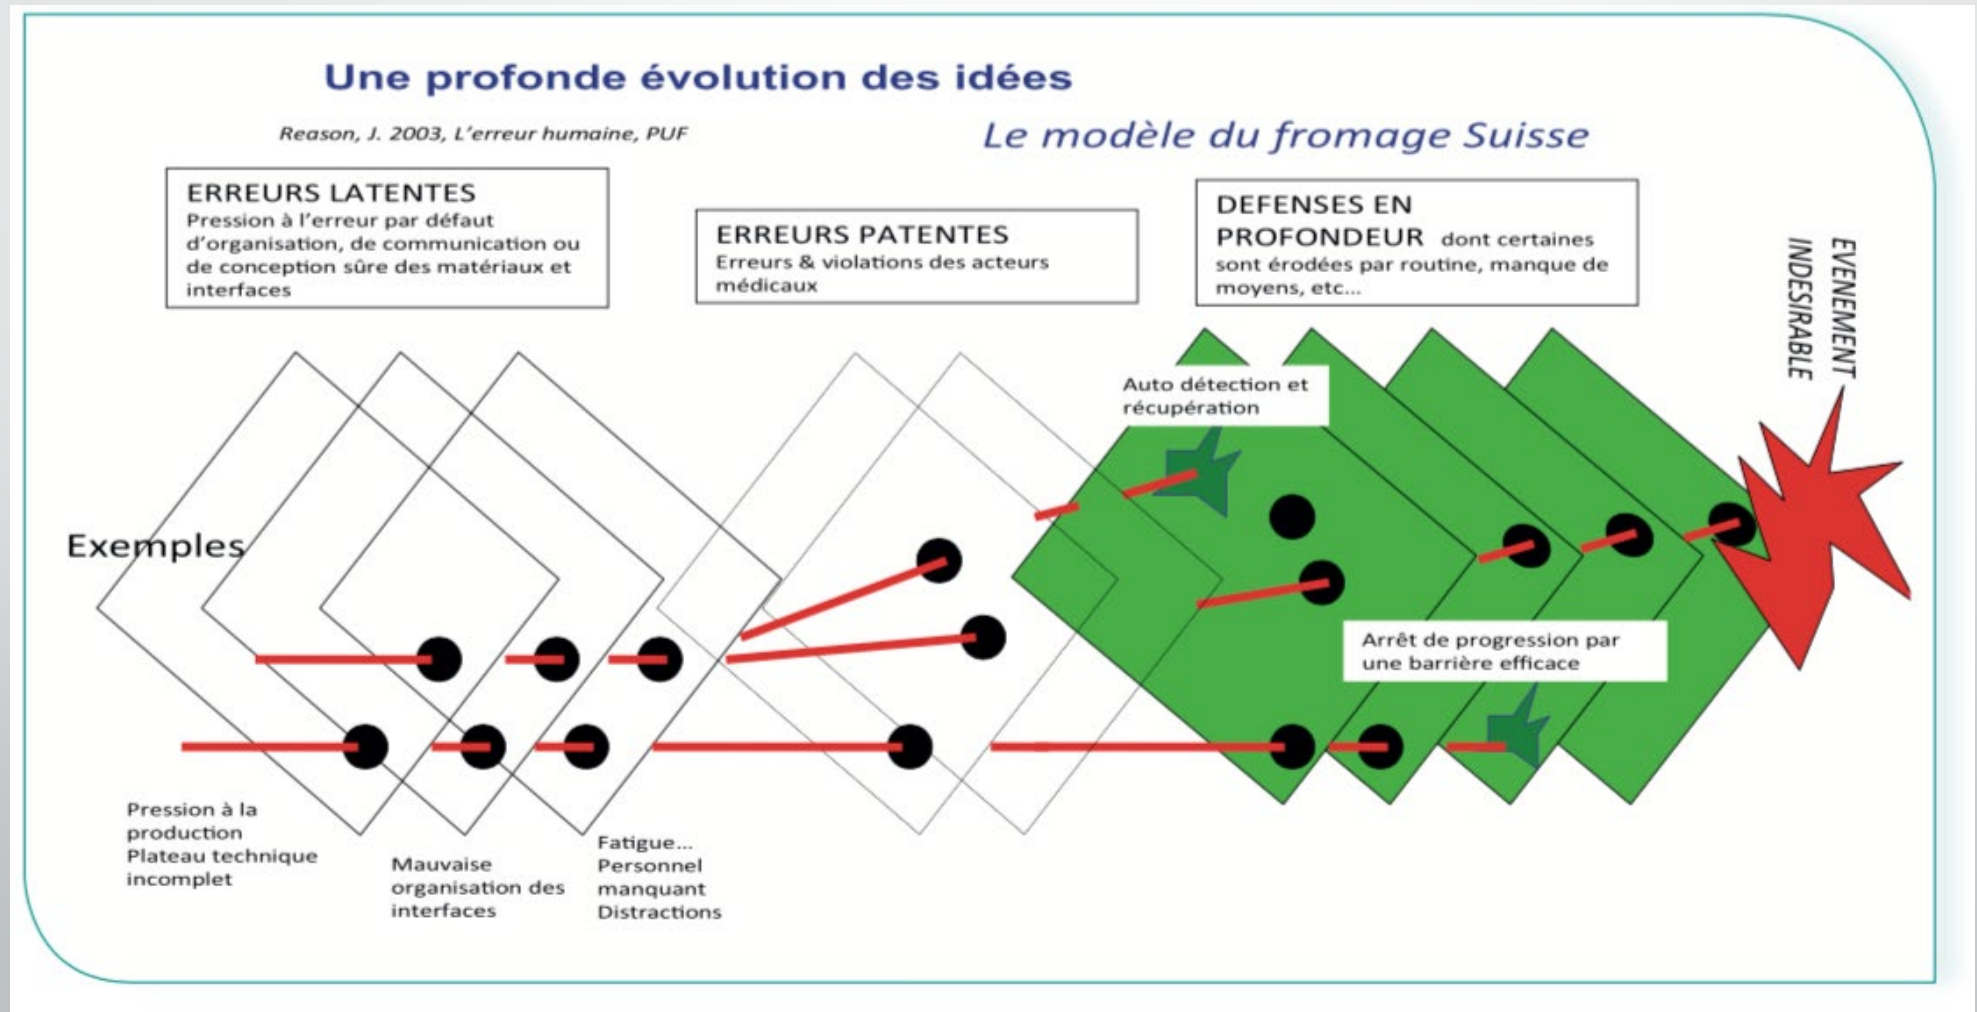 Une profonde évolution des idées
Reason, J. 2003, L'erreur humaine, PUF
Le modèle du fromage Suisse
ERREURS LATENTES
Pression à l'erreur par défaut
d'organisation, de communication ou
de conception sûre des matériaux et
interfaces
ERREURS PATENTES
Erreurs & violations des acteurs
médicaux
DEFENSES EN
PROFONDEUR dont certaines
sont érodées par routine, manque de
moyens, etc...
EVENEMENT
INDESIRABLE
Auto détection et
récupération
Exemples
Arrêt de progression par
une barrière efficace
Pression à la
production
Plateau technique
incomplet
Mauvaise
organisation des
interfaces
Fatigue...
Personnel
manquant
Distractions